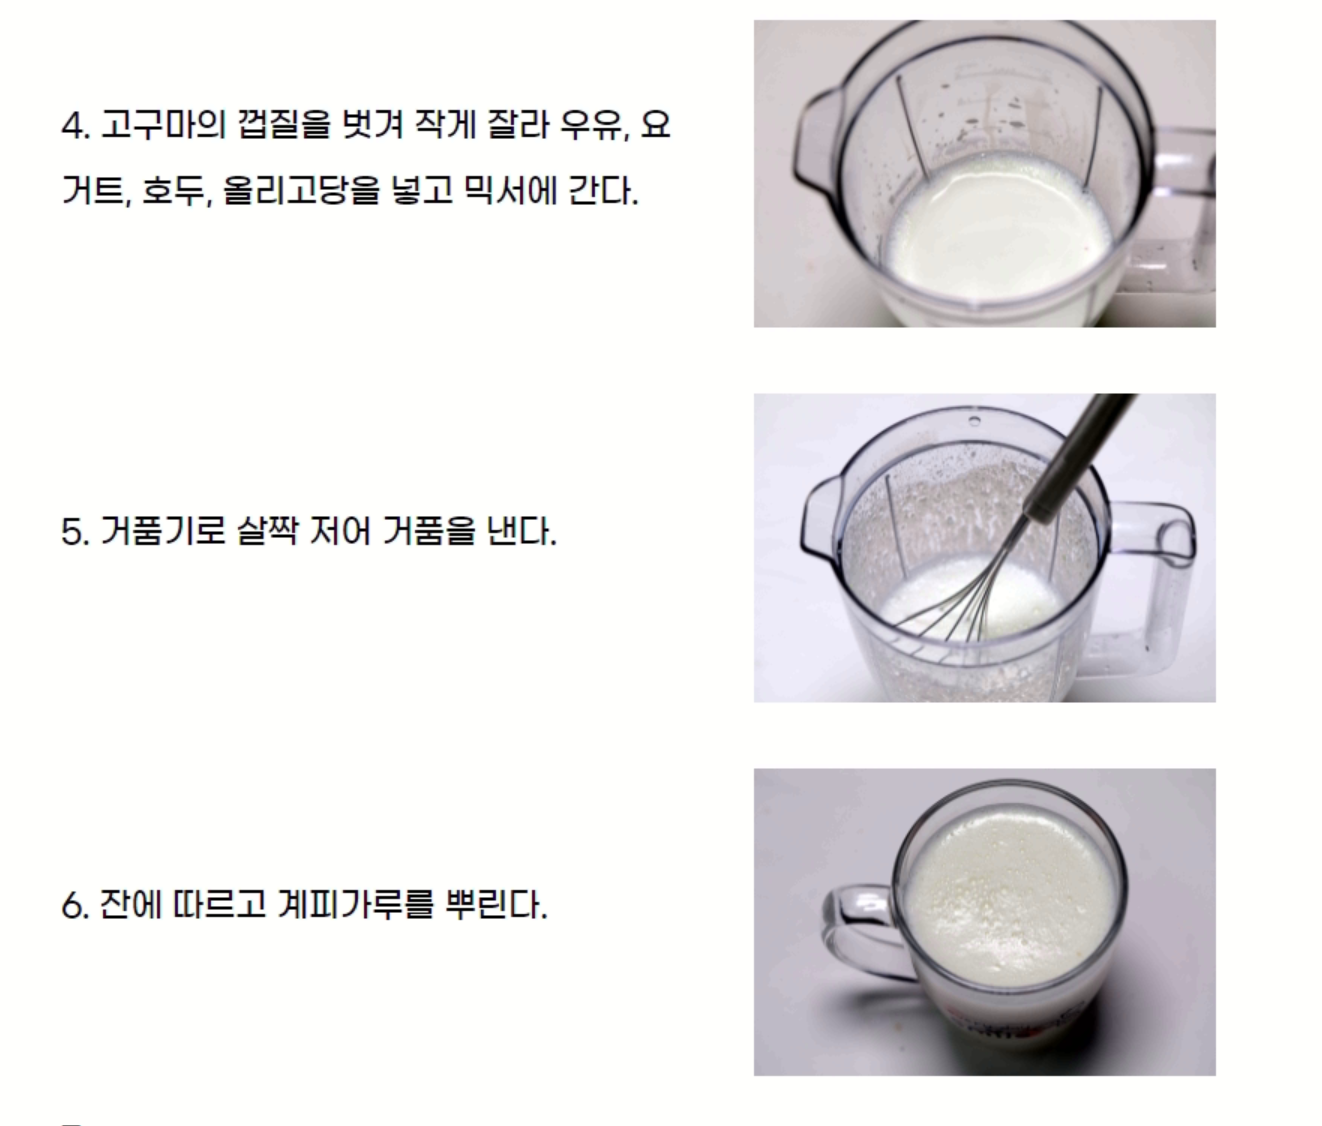 4. 고구마의 껍질을 벗겨 작게 잘라 우유, 요
거트, 호두, 올리고당을 넣고 믹서에 간다.
5. 거품기로 살짝 저어 거품을 낸다.
6. 잔에 따르고 계피가루를 뿌린다.